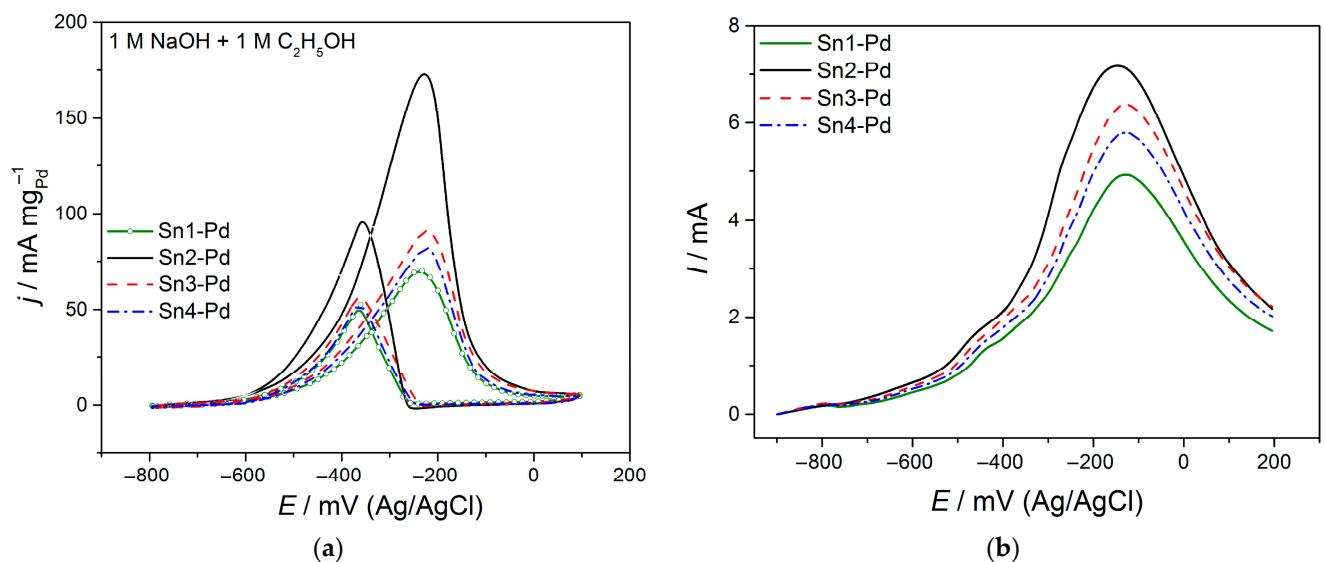 1 M NaOH + 1 M C₂H₅OH
200
150
100
50
0
j / mA mg⁻¹Pd
Sn1-Pd
Sn2-Pd
Sn3-Pd
Sn4-Pd
−800 −600 −400 −200 0 200
E / mV (Ag/AgCl)
(a)
8
6
4
2
0
I / mA
Sn1-Pd
Sn2-Pd
Sn3-Pd
Sn4-Pd
−800 −600 −400 −200 0 200
E / mV (Ag/AgCl)
(b)